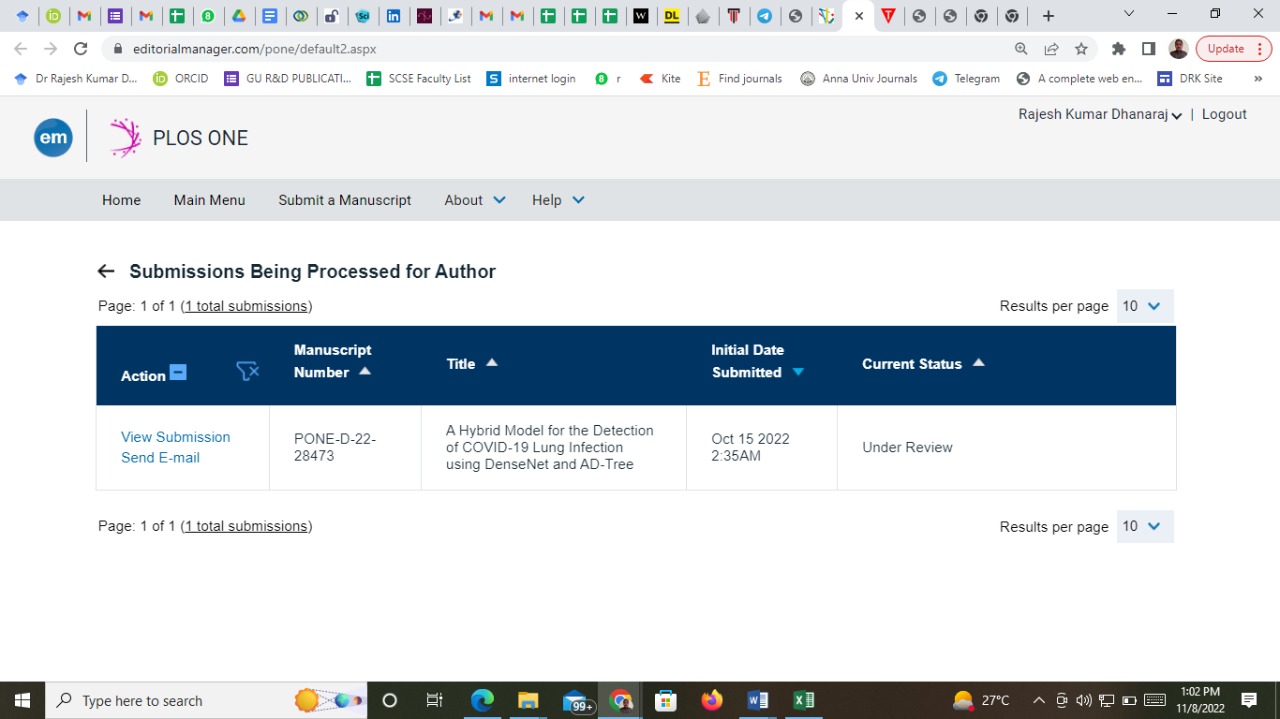 W
DL
editorialmanager.com/pone/default2.aspx
Update
Dr Rajesh Kumar D...
ORCID
GU R&D PUBLICATI...
SCSE Faculty List
internet login
r
Kite
Find journals
Anna Univ Journals
Telegram
A complete web en...
DRK Site
»
Rajesh Kumar Dhanaraj | Logout
em PLOS ONE
Home Main Menu Submit a Manuscript About Help
Submissions Being Processed for Author
Page: 1 of 1 (1 total submissions) Results per page 10
Action
Manuscript
Number
Title
Initial Date
Submitted
Current Status
View Submission
Send E-mail
PONE-D-22-
28473
A Hybrid Model for the Detection
of COVID-19 Lung Infection
using DenseNet and AD-Tree
Oct 15 2022
2:35AM
Under Review
Page: 1 of 1 (1 total submissions) Results per page 10
Type here to search
99+
27°C
1:02 PM
11/8/2022